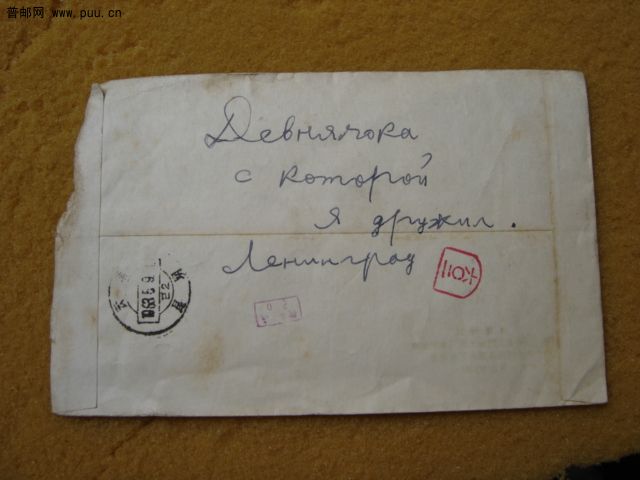 普邮网 www.puu.cn
Девнячока
с которой
я дружил.
Ленинград